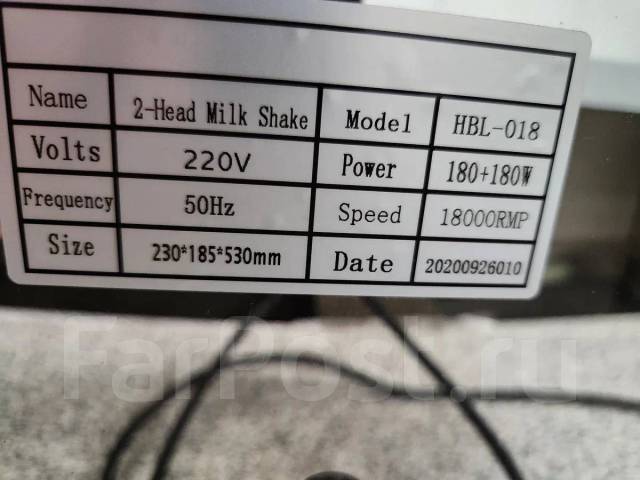 Name 2-Head Milk Shake Model HBL-018
Volts 220V Power 180+180W
Frequency 50Hz Speed 18000RMP
Size 230*185*530mm Date 20200926010
FarPost.ru